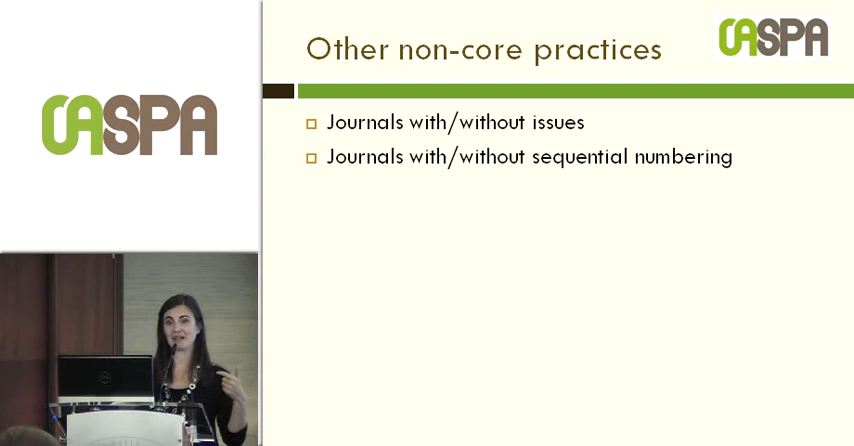 OASPA
Other non-core practices
OASPA
Journals with/without issues
Journals with/without sequential numbering